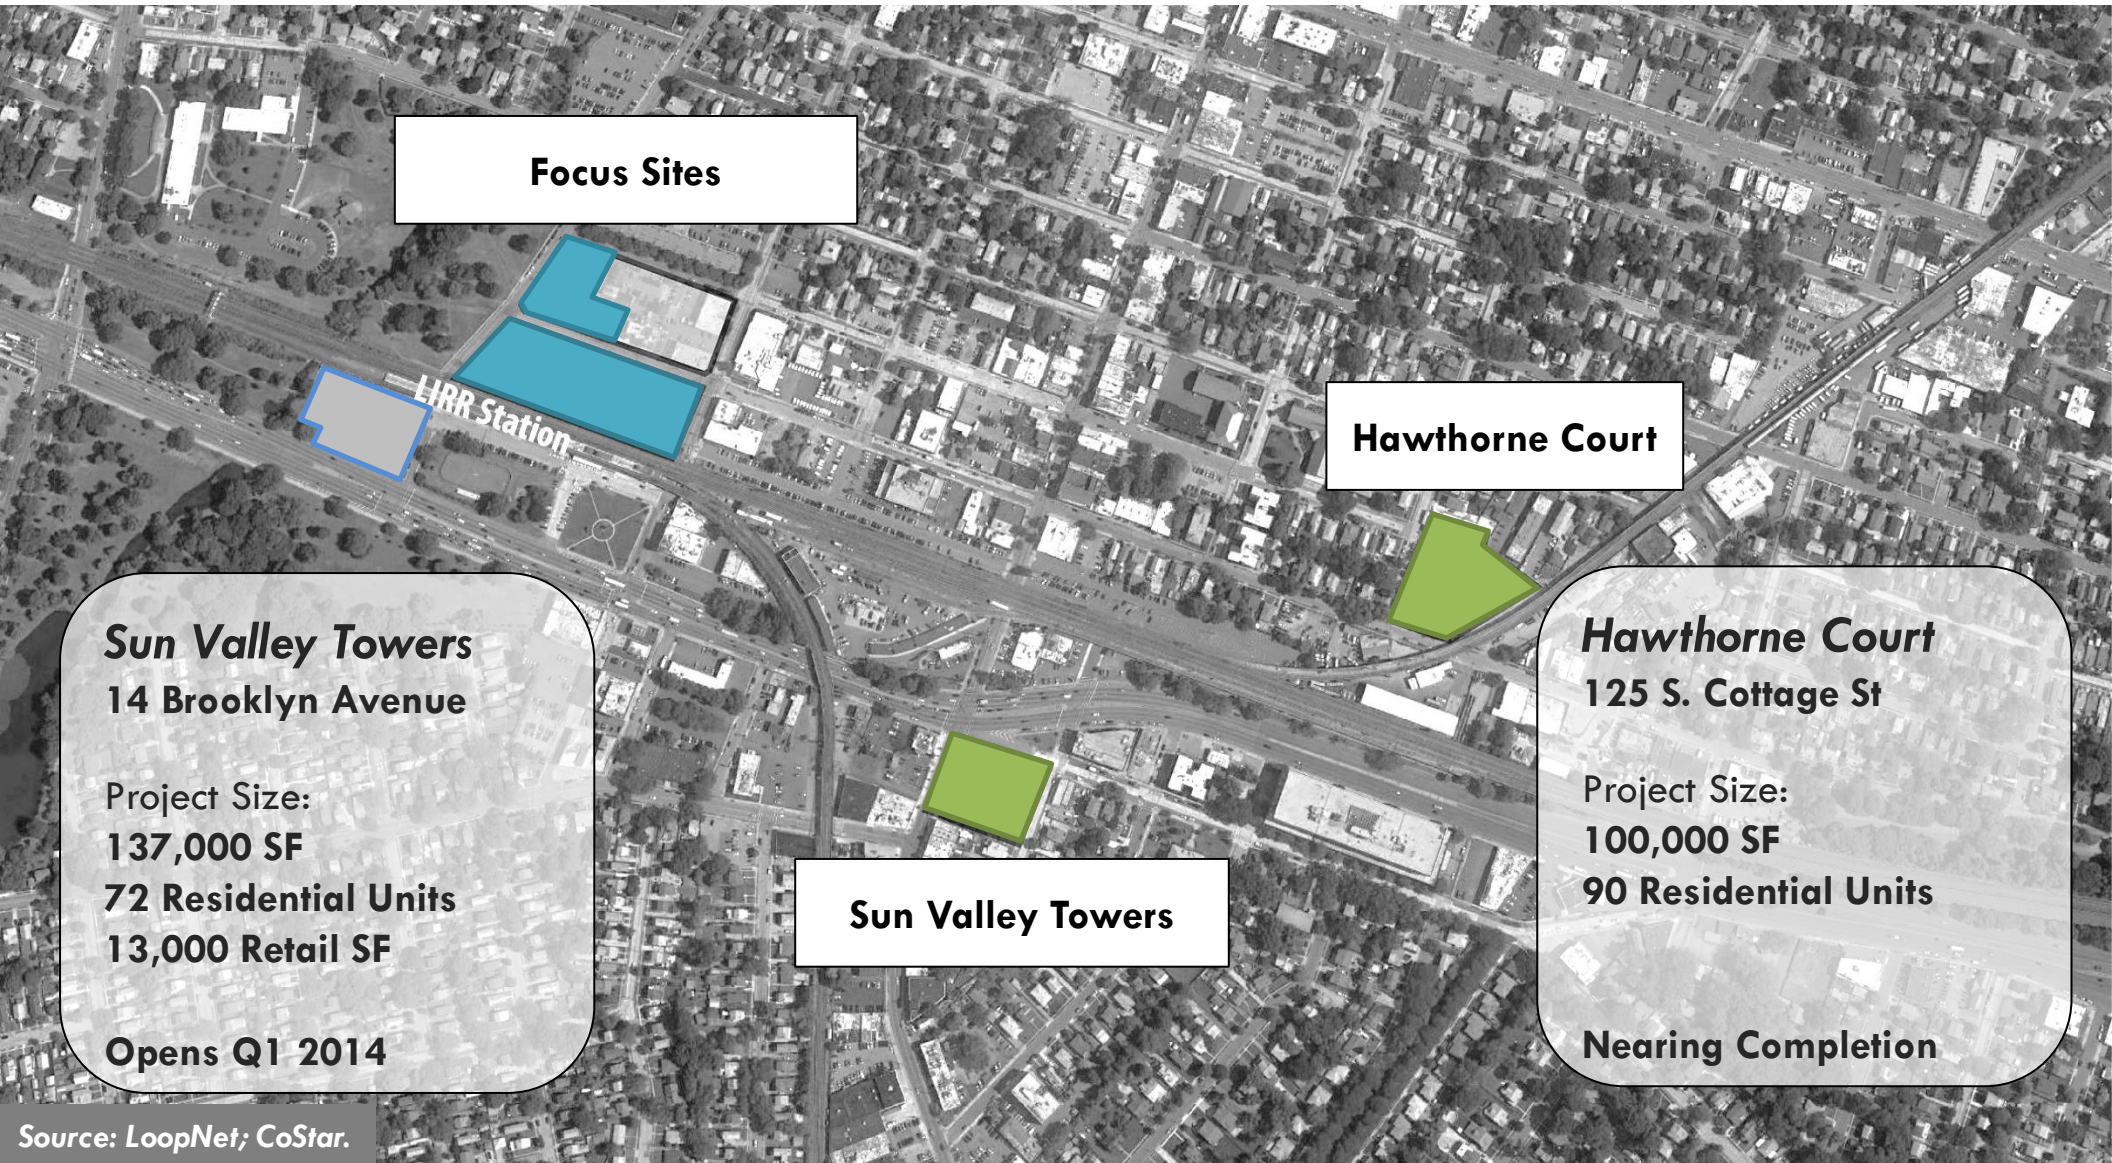 Focus Sites
LIRR Station
Hawthorne Court
Sun Valley Towers
14 Brooklyn Avenue
Project Size:
137,000 SF
72 Residential Units
13,000 Retail SF
Opens Q1 2014
Sun Valley Towers
Hawthorne Court
125 S. Cottage St
Project Size:
100,000 SF
90 Residential Units
Nearing Completion
Source: LoopNet; CoStar.